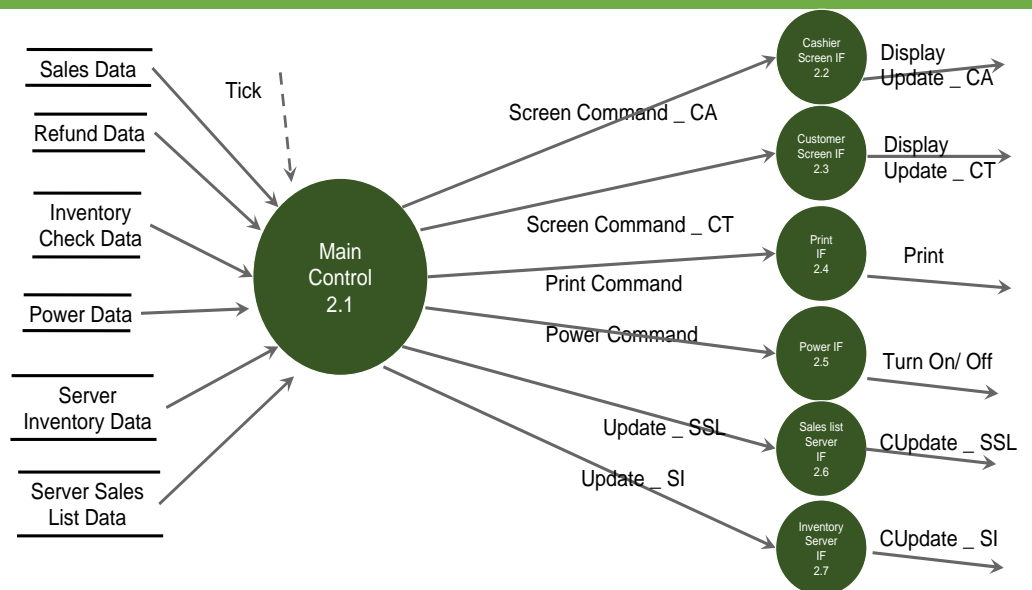 Sales Data
Refund Data
Inventory
Check Data
Power Data
Server
Inventory Data
Server Sales
List Data
Tick
Main
Control
2.1
Screen Command _ CA
Screen Command _ CT
Print Command
Power Command
Update _ SSL
Update _ SI
Cashier
Screen IF
2.2
Display
Update _ CA
Customer
Screen IF
2.3
Display
Update _ CT
Print
IF
2.4
Print
Power IF
2.5
Turn On/ Off
Sales list
Server
IF
2.6
CUpdate _ SSL
Inventory
Server
IF
2.7
CUpdate _ SI